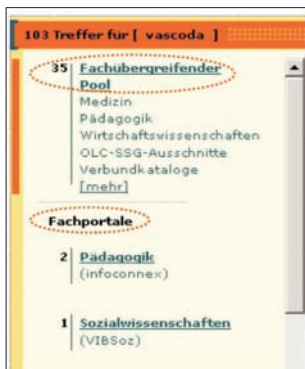 103 Treffer für [ vascoda ]
35 Fachübergreifender
Pool
Medizin
Pädagogik
Wirtschaftswissenschaften
OLC-SSG-Ausschnitte
Verbundkataloge
[mehr]
Fachportale
2 Pädagogik
(infoconnex)
1 Sozialwissenschaften
(VIBSoz)